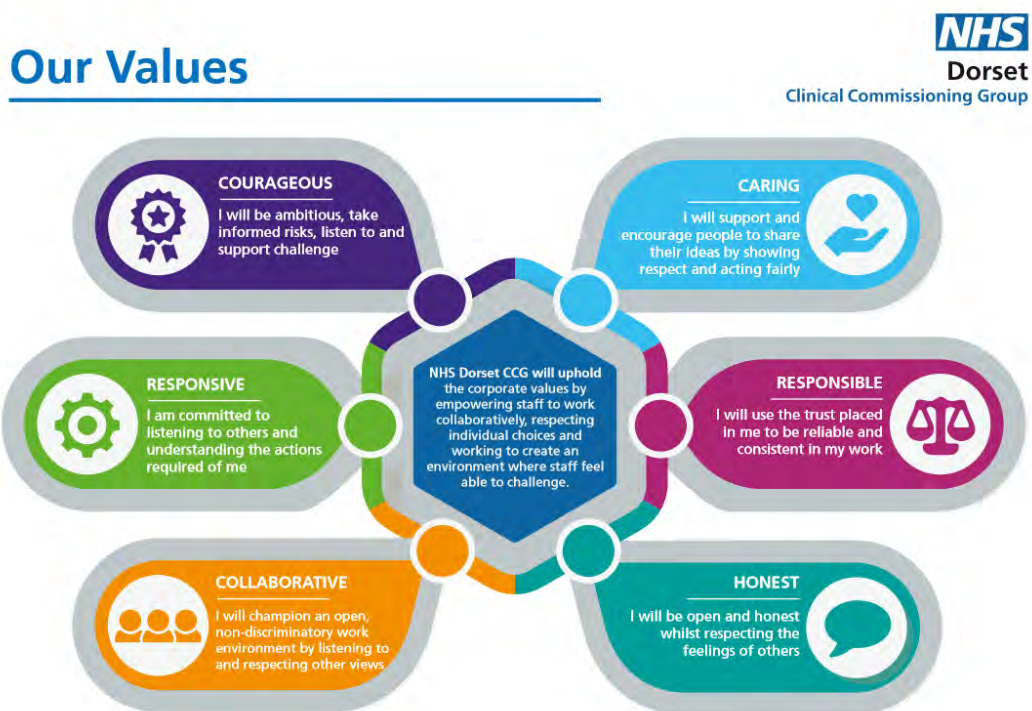 Our Values
NHS
Dorset
Clinical Commissioning Group
COURAGEOUS
I will be ambitious, take
informed risks, listen to and
support challenge
CARING
I will support and
encourage people to share
their ideas by showing
respect and acting fairly
RESPONSIVE
I am committed to
listening to others and
understanding the actions
required of me
NHS Dorset CCG will uphold
the corporate values by
empowering staff to work
collaboratively, respecting
individual choices and
working to create an
environment where staff feel
able to challenge.
RESPONSIBLE
I will use the trust placed
in me to be reliable and
consistent in my work
COLLABORATIVE
I will champion an open,
non-discriminatory work
environment by listening to
and respecting other views
HONEST
I will be open and honest
whilst respecting the
feelings of others